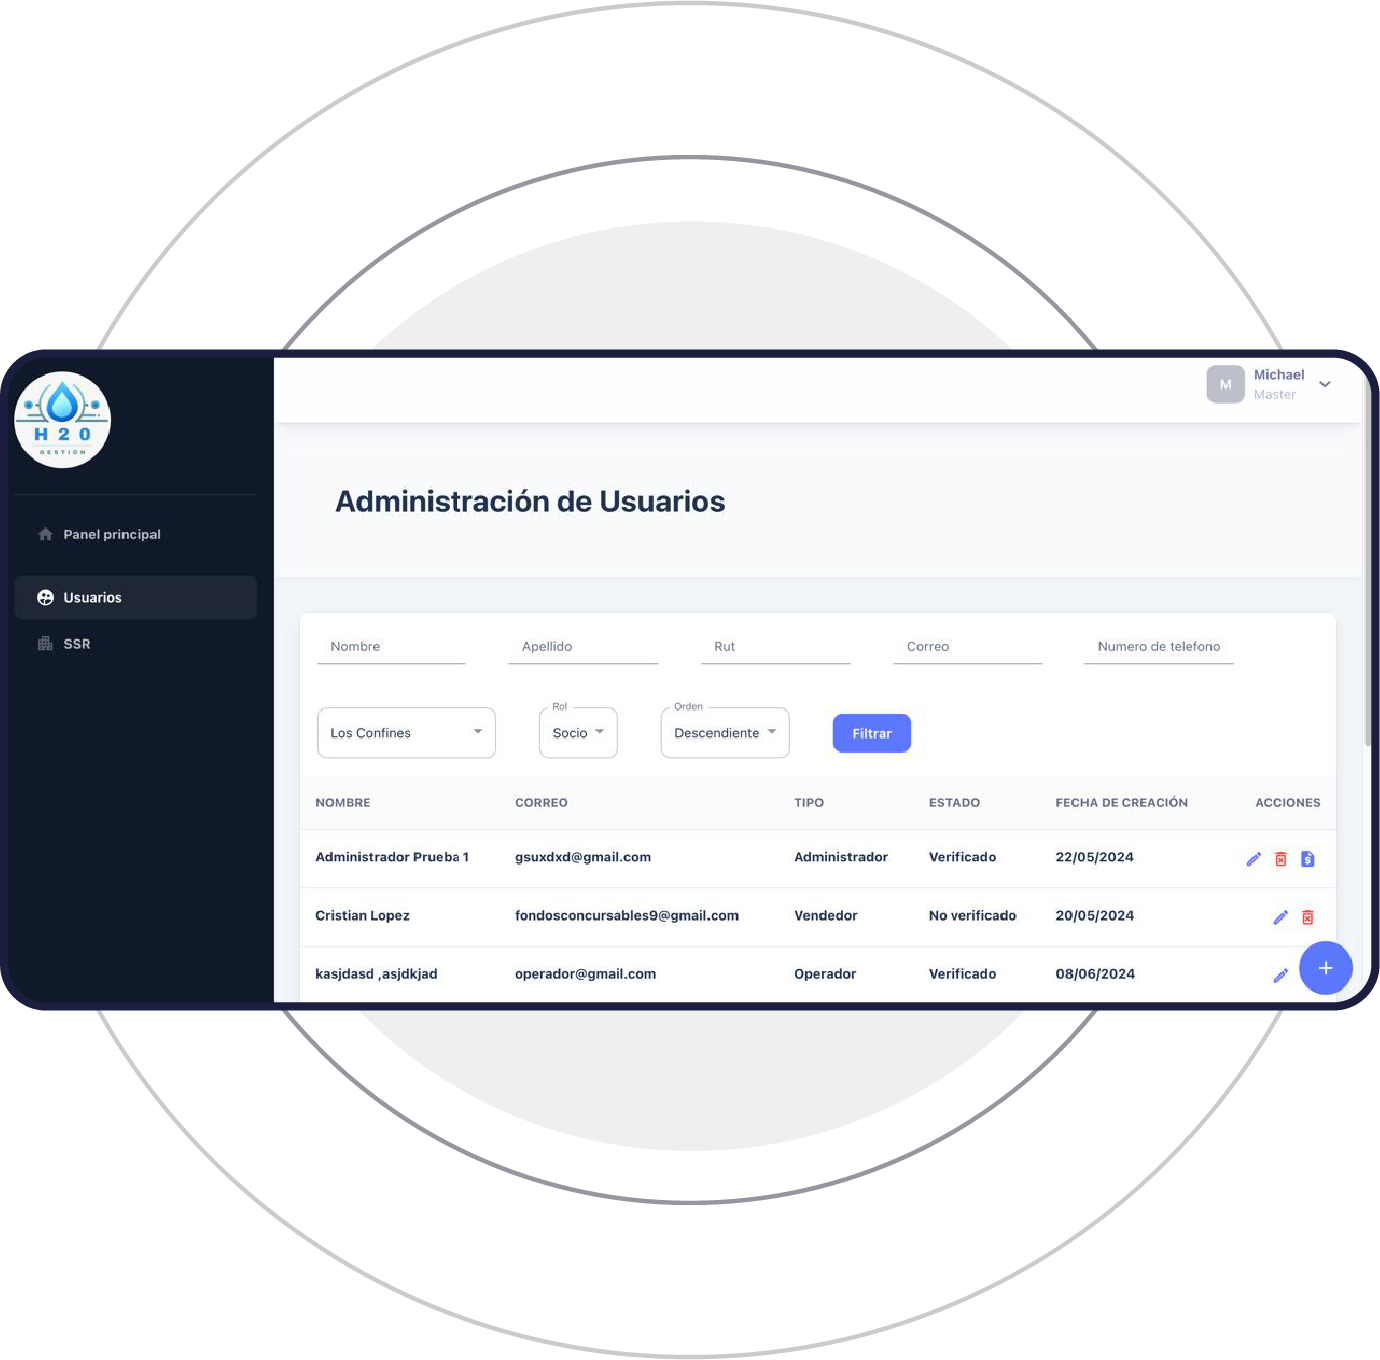 H 2 0
GESTIÓN
Michael
Master
M
Administración de Usuarios
Panel principal
Usuarios
SSR
Nombre Apellido Rut Correo Numero de telefono
Rol Orden
Los Confines Socio Descendiente Filtrar
NOMBRE CORREO TIPO ESTADO FECHA DE CREACIÓN ACCIONES
Administrador Prueba 1 gsuxdxd@gmail.com Administrador Verificado 22/05/2024
Cristian Lopez fondosconcursables9@gmail.com Vendedor No verificado 20/05/2024
kasjdasd ,asjdkjad operador@gmail.com Operador Verificado 08/06/2024
+